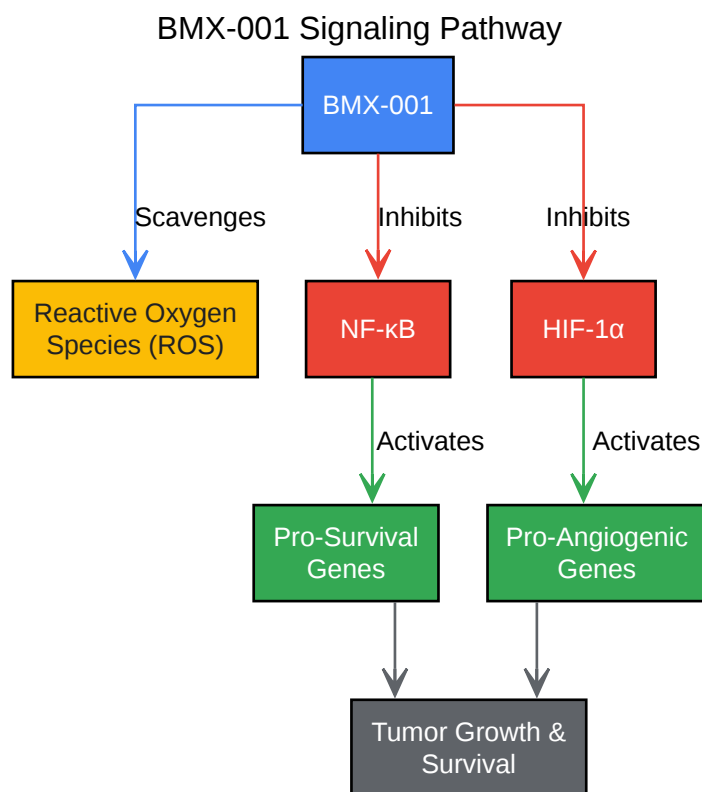 BMX-001 Signaling Pathway
BMX-001
Scavenges
Inhibits
Inhibits
Reactive Oxygen
Species (ROS)
NF-κB
HIF-1α
Activates
Activates
Pro-Survival
Genes
Pro-Angiogenic
Genes
Tumor Growth &
Survival